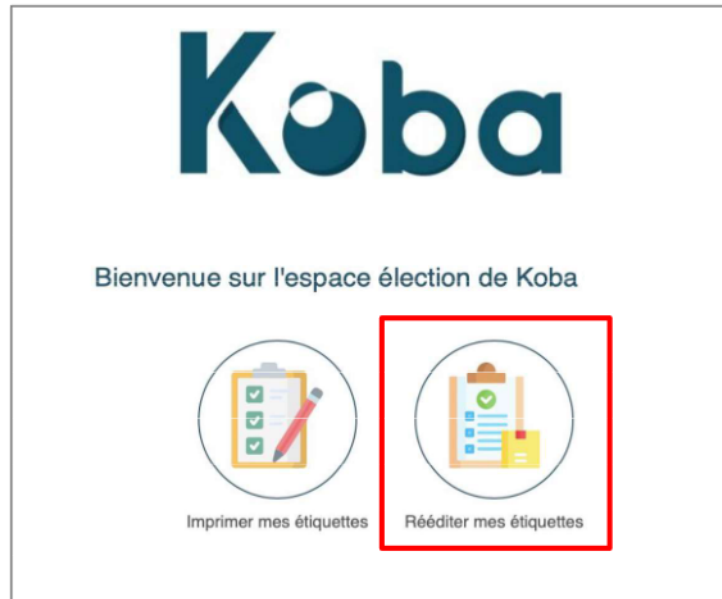 Koba
Bienvenue sur l'espace élection de Koba
Imprimer mes étiquettes
Rééditer mes étiquettes